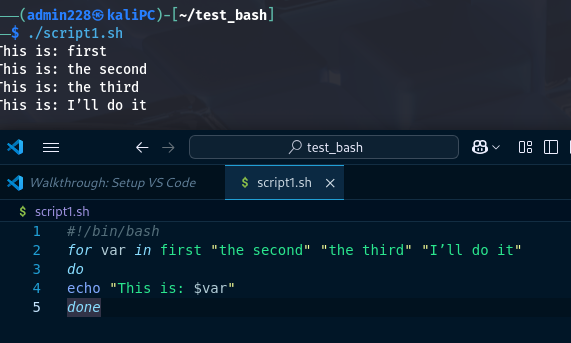 (admin228㉿kaliPC)-[~/test_bash]
$ ./script1.sh
This is: first
This is: the second
This is: the third
This is: I’ll do it
test_bash
Walkthrough: Setup VS Code
$ script1.sh
$ script1.sh
1 #!/bin/bash
2 for var in first "the second" "the third" "I’ll do it"
3 do
4 echo "This is: $var"
5 done